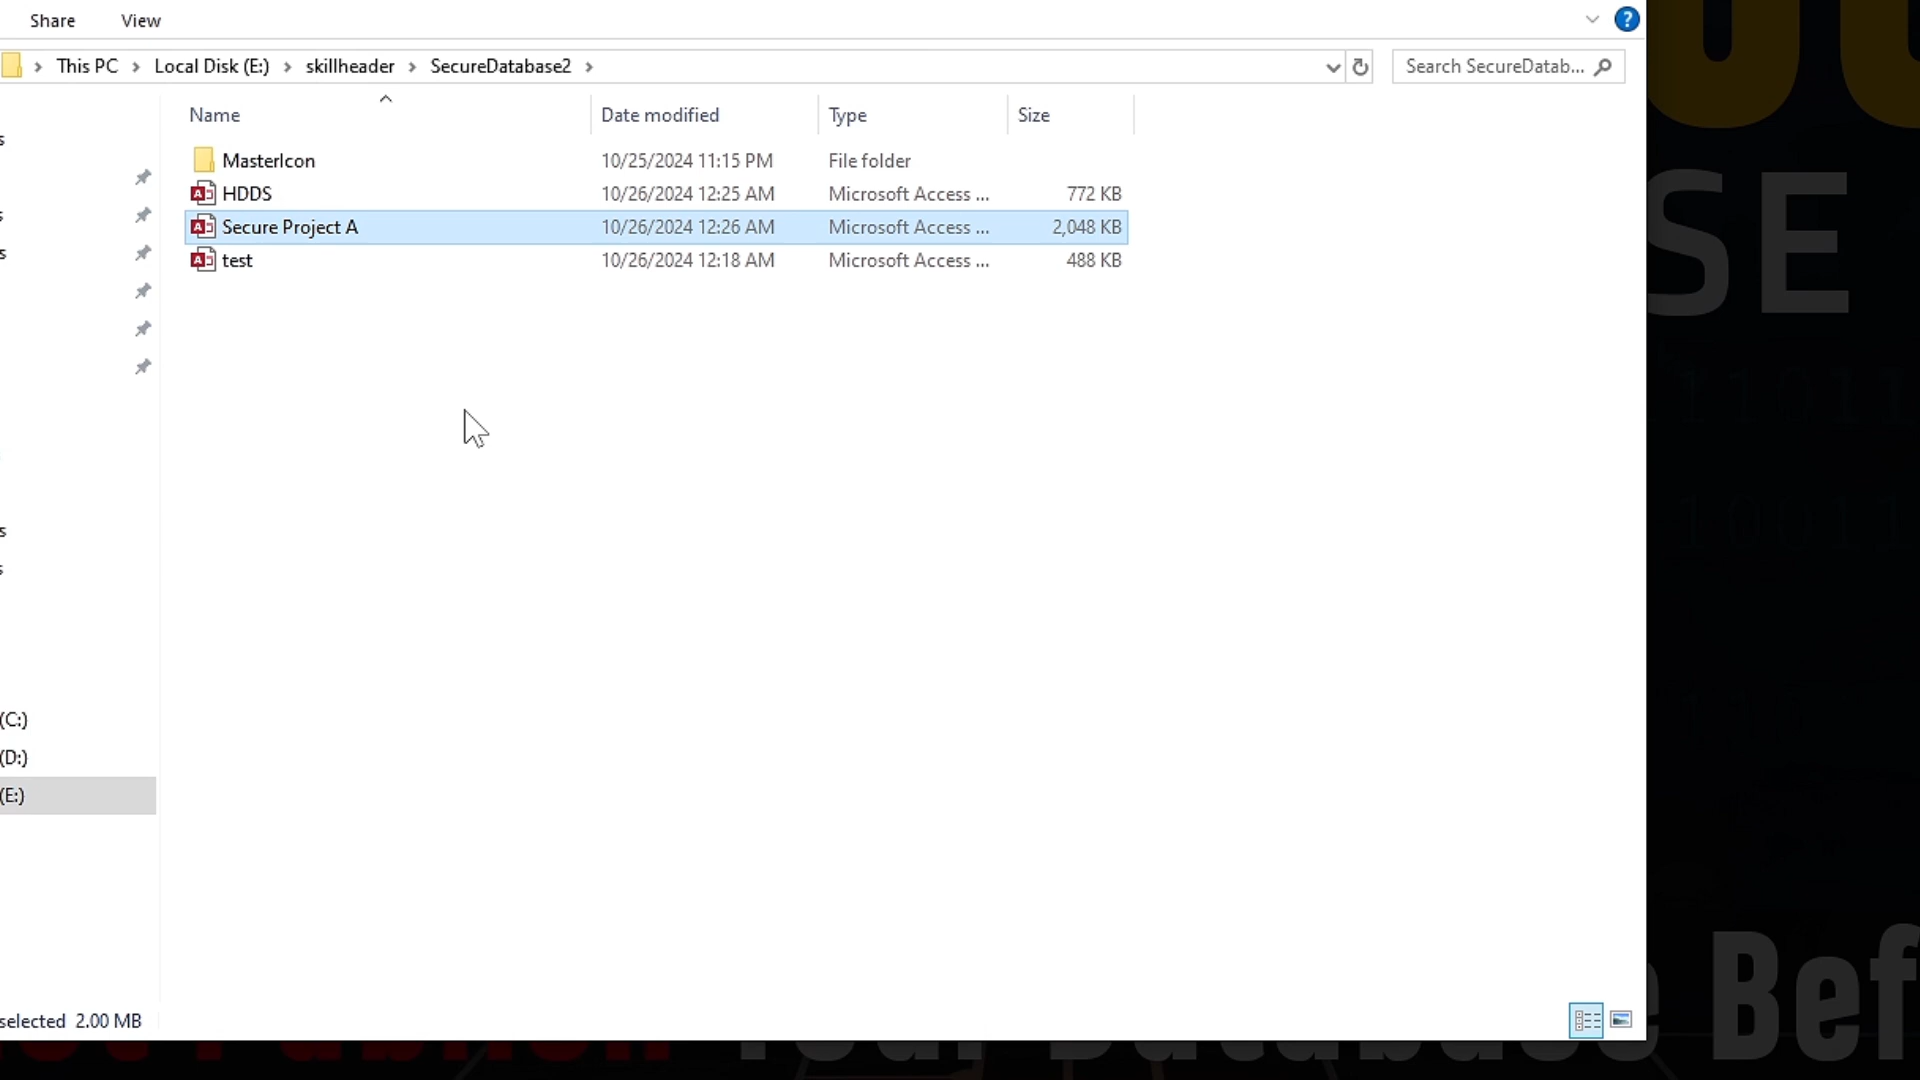 Share View
This PC > Local Disk (E:) > skillheader > SecureDatabase2 >
Search SecureDatab...
Name Date modified Type Size
MasterIcon 10/25/2024 11:15 PM File folder
HDDS 10/26/2024 12:25 AM Microsoft Access ... 772 KB
Secure Project A 10/26/2024 12:26 AM Microsoft Access ... 2,048 KB
test 10/26/2024 12:18 AM Microsoft Access ... 488 KB
SE
(C:)
(D:)
(E:)
selected 2.00 MB
Your Database Bef